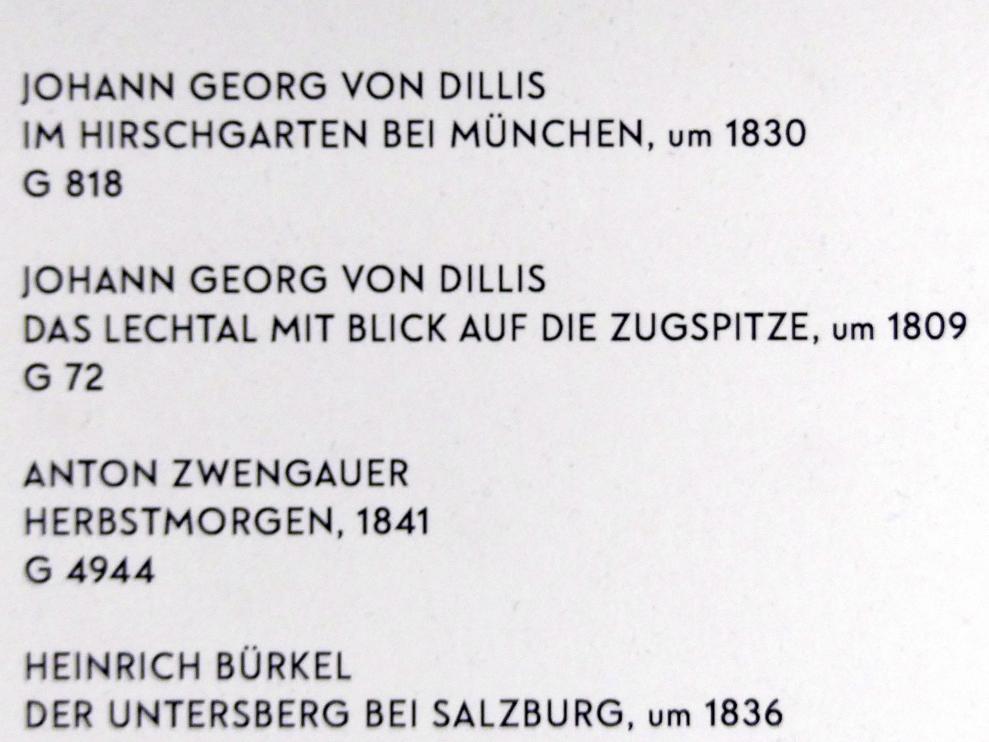 JOHANN GEORG VON DILLIS
IM HIRSCHGARTEN BEI MÜNCHEN, um 1830
G 818
JOHANN GEORG VON DILLIS
DAS LECHTAL MIT BLICK AUF DIE ZUGSPITZE, um 1809
G 72
ANTON ZWENGAUER
HERBSTMORGEN, 1841
G 4944
HEINRICH BÜRKEL
DER UNTERSBERG BEI SALZBURG, um 1836